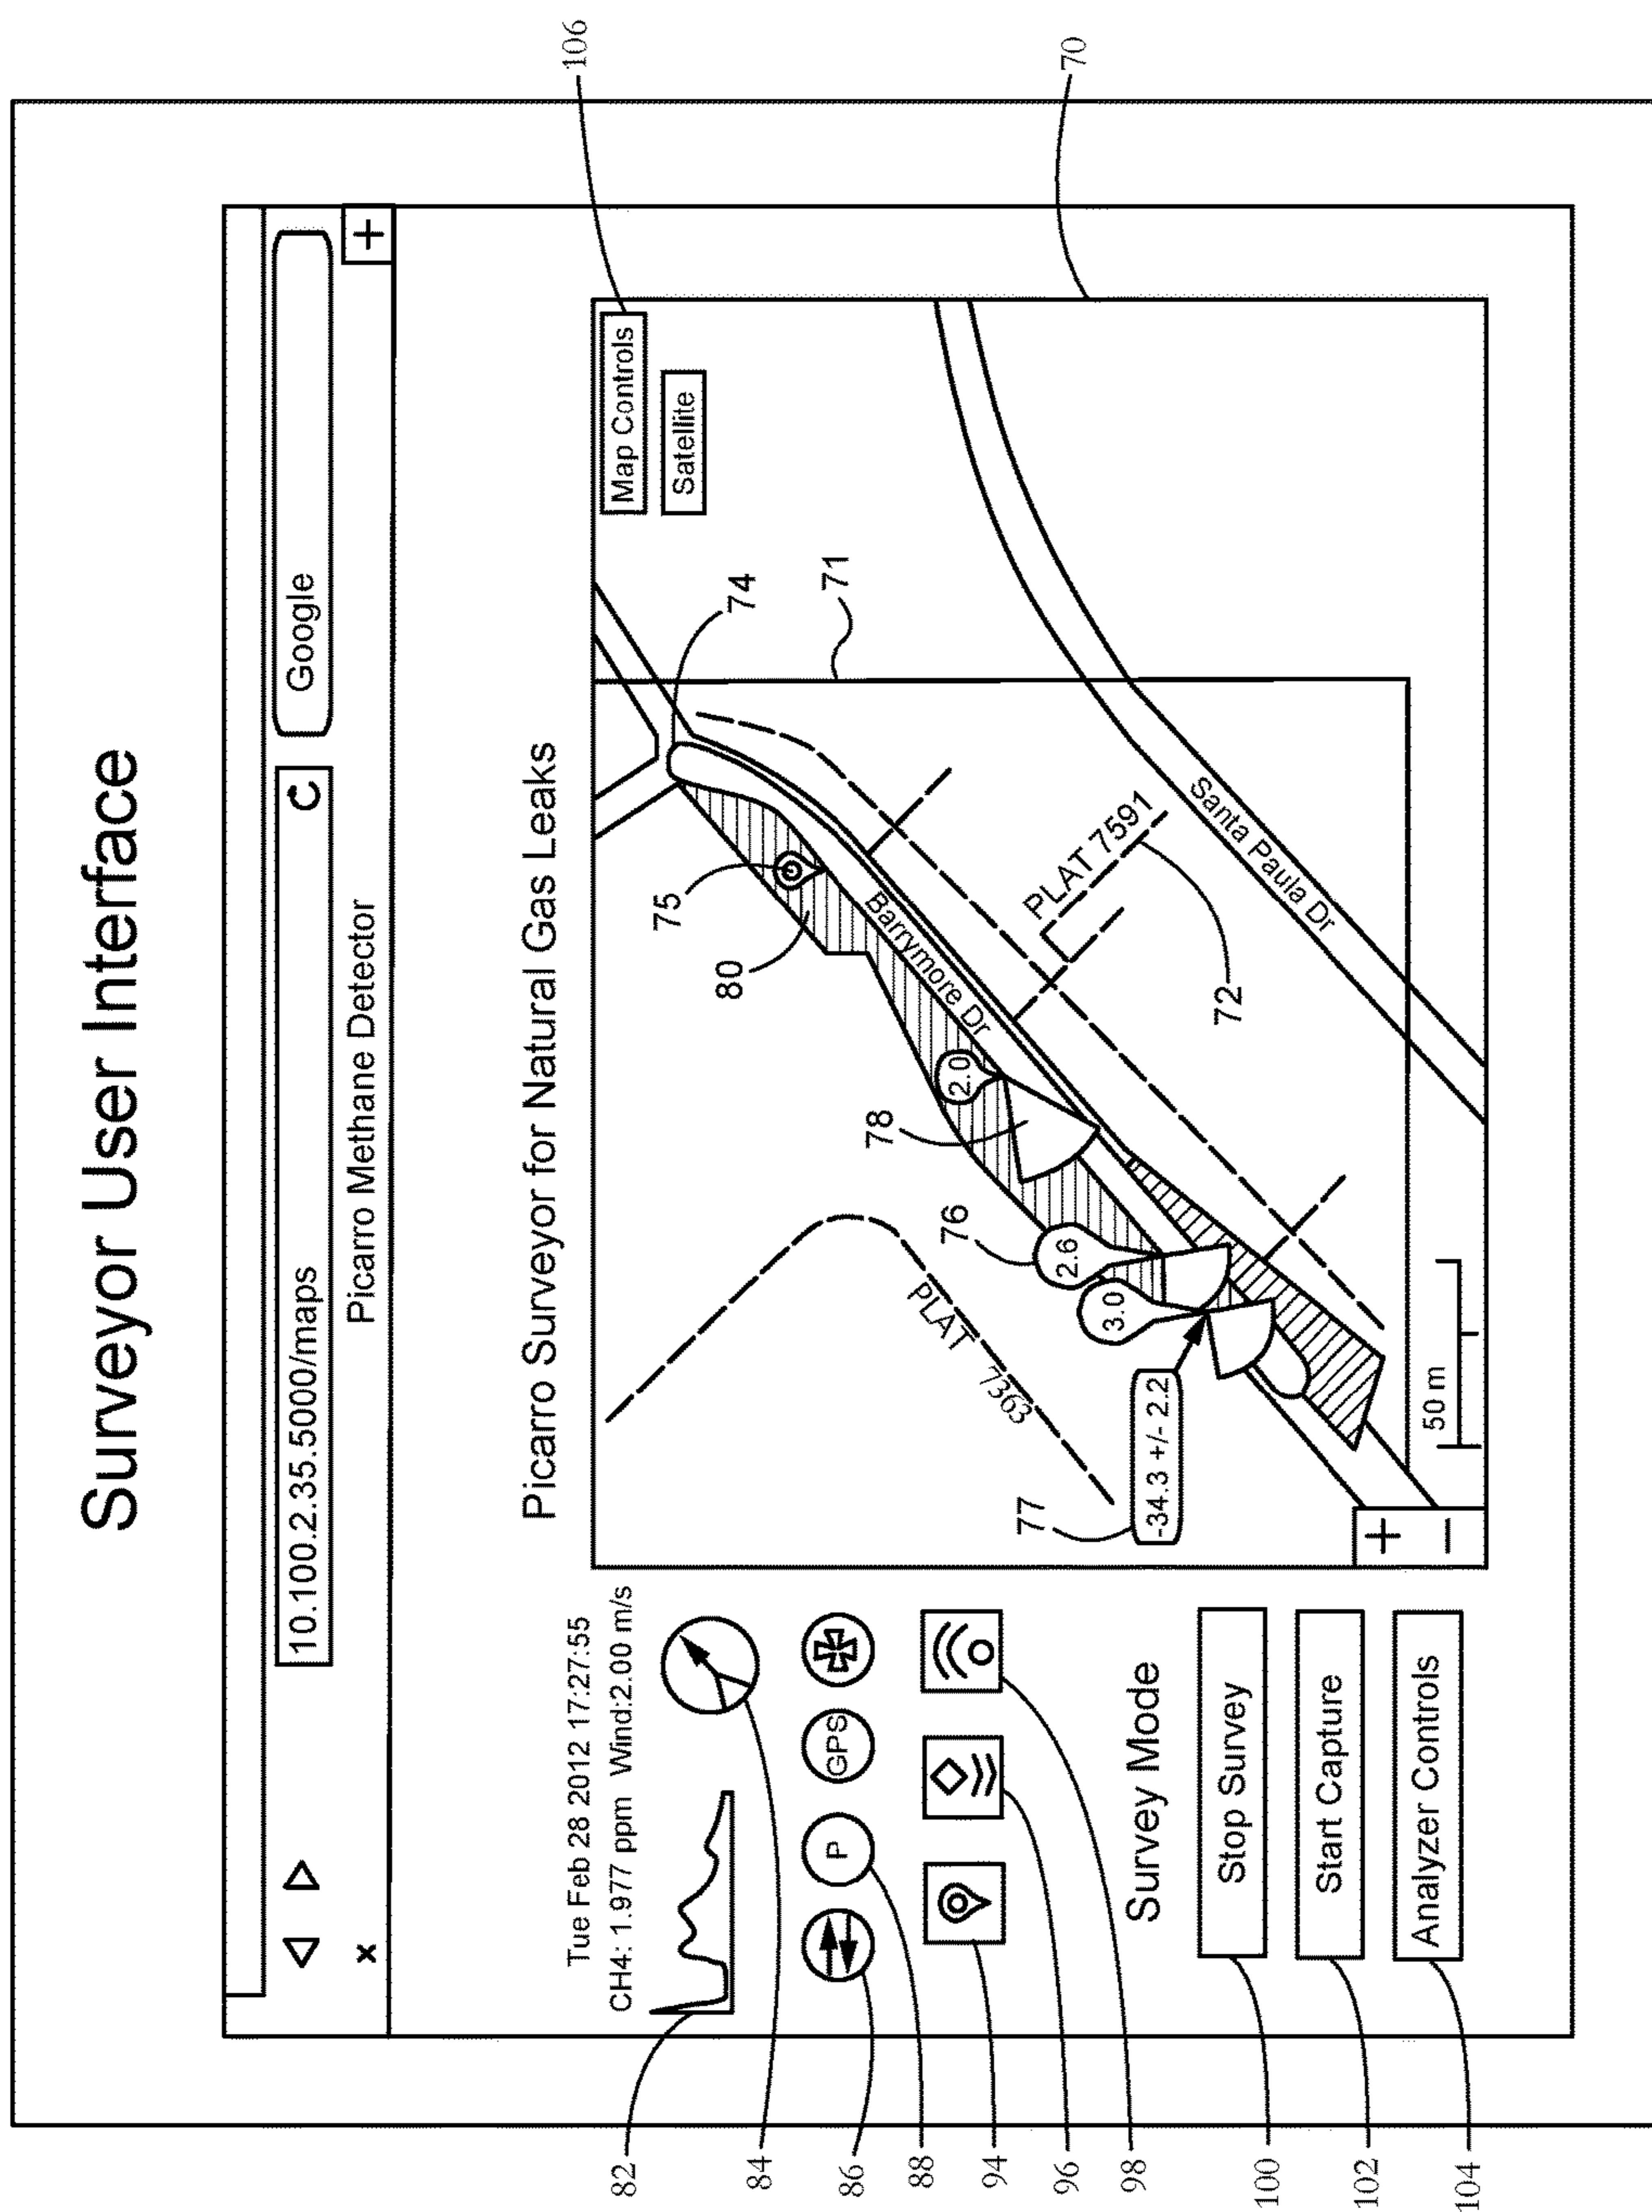 Surveyor User Interface
10.100.2.35.5000/maps
Google
x
Picarro Methane Detector
+
Picarro Surveyor for Natural Gas Leaks
106
Tue Feb 28 2012 17:27:55
CH4: 1.977 ppm Wind:2.00 m/s
Map Controls
Satellite
82
84
P
GPS
86
88
94
96
98
74
75
80
71
2.0
78
76
2.6
3.0
Barrymore Dr
PLAT 7591
72
PLAT 7363
Santa Paula Dr
77
-34.3 +/- 2.2
50 m
+
−
70
Survey Mode
Stop Survey
100
Start Capture
102
Analyzer Controls
104